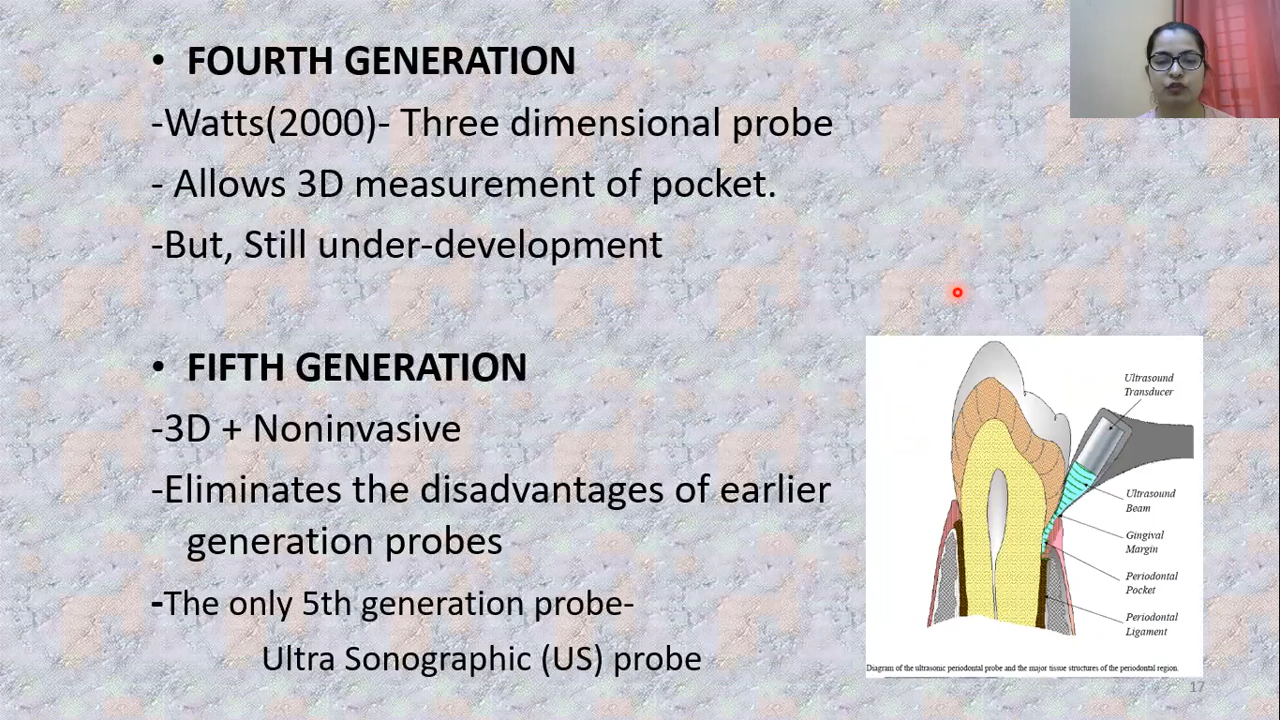 • FOURTH GENERATION
-Watts(2000)- Three dimensional probe
- Allows 3D measurement of pocket.
-But, Still under-development
• FIFTH GENERATION
-3D + Noninvasive
-Eliminates the disadvantages of earlier
generation probes
-The only 5th generation probe-
Ultra Sonographic (US) probe
Ultrasound
Transducer
Ultrasound
Beam
Gingival
Margin
Periodontal
Pocket
Periodontal
Ligament
Diagram of the ultrasonic periodontal probe and the major tissue structures of the periodontal region.
17